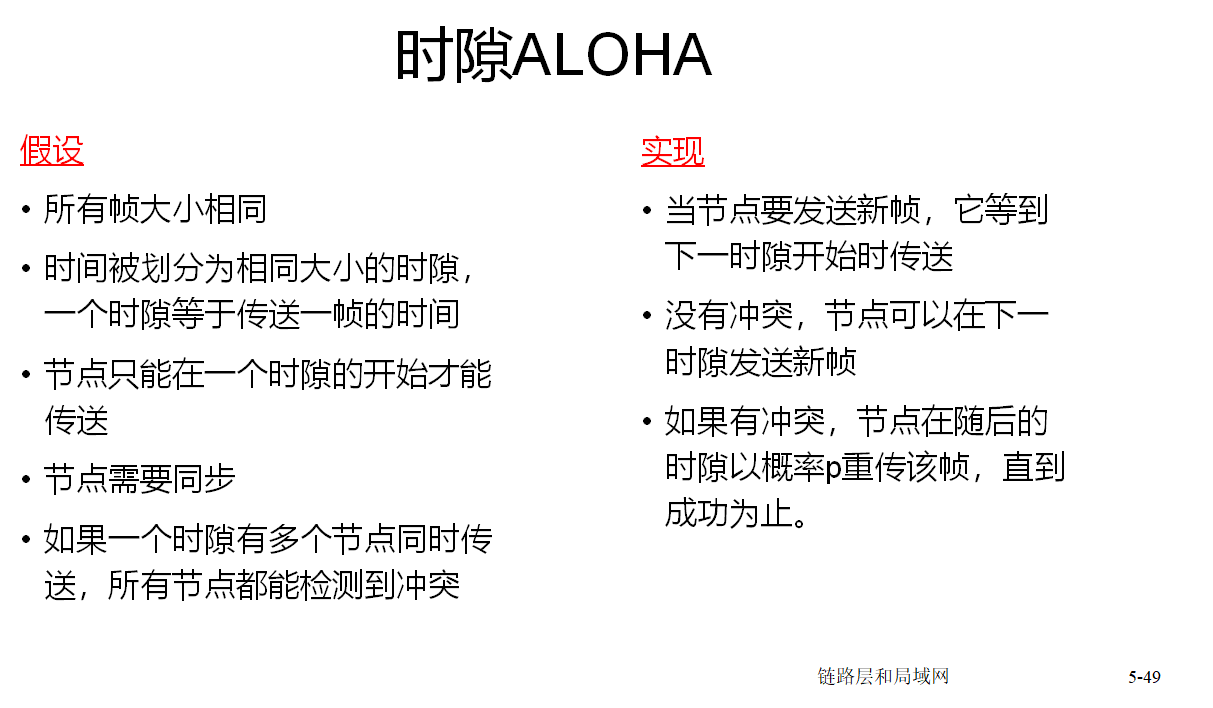 时隙ALOHA
假设
• 所有帧大小相同
• 时间被划分为相同大小的时隙，
一个时隙等于传送一帧的时间
• 节点只能在一个时隙的开始才能
传送
• 节点需要同步
• 如果一个时隙有多个节点同时传
送，所有节点都能检测到冲突
实现
• 当节点要发送新帧，它等到
下一时隙开始时传送
• 没有冲突，节点可以在下一
时隙发送新帧
• 如果有冲突，节点在随后的
时隙以概率p重传该帧，直到
成功为止。
链路层和局域网
5-49